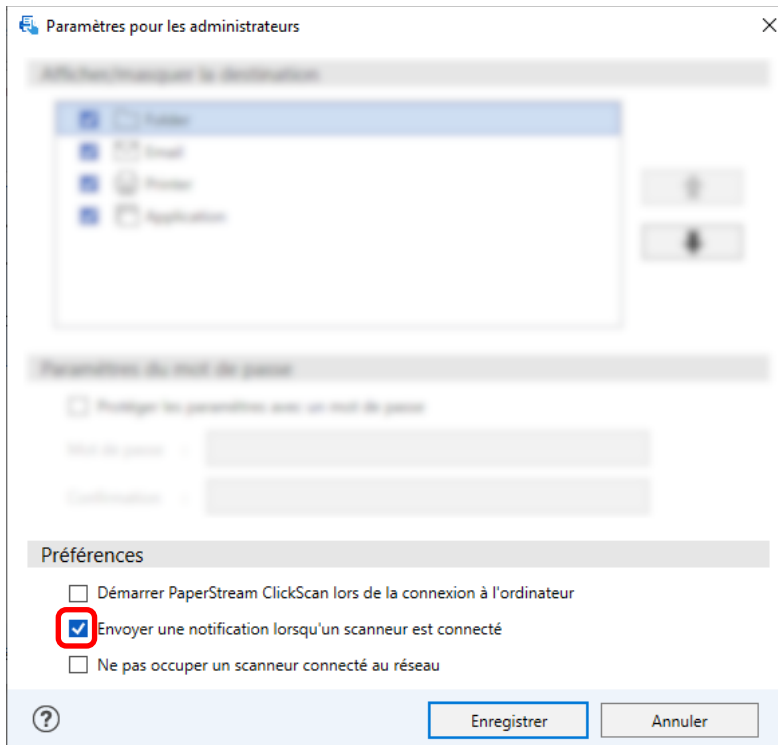 Paramètres pour les administrateurs
Afficher/masquer la destination
Folder
Email
Printer
Application
Paramètres du mot de passe
Protéger les paramètres avec un mot de passe
Mot de passe :
Confirmation :
Préférences
Démarrer PaperStream ClickScan lors de la connexion à l'ordinateur
Envoyer une notification lorsqu'un scanneur est connecté
Ne pas occuper un scanneur connecté au réseau
Enregistrer Annuler